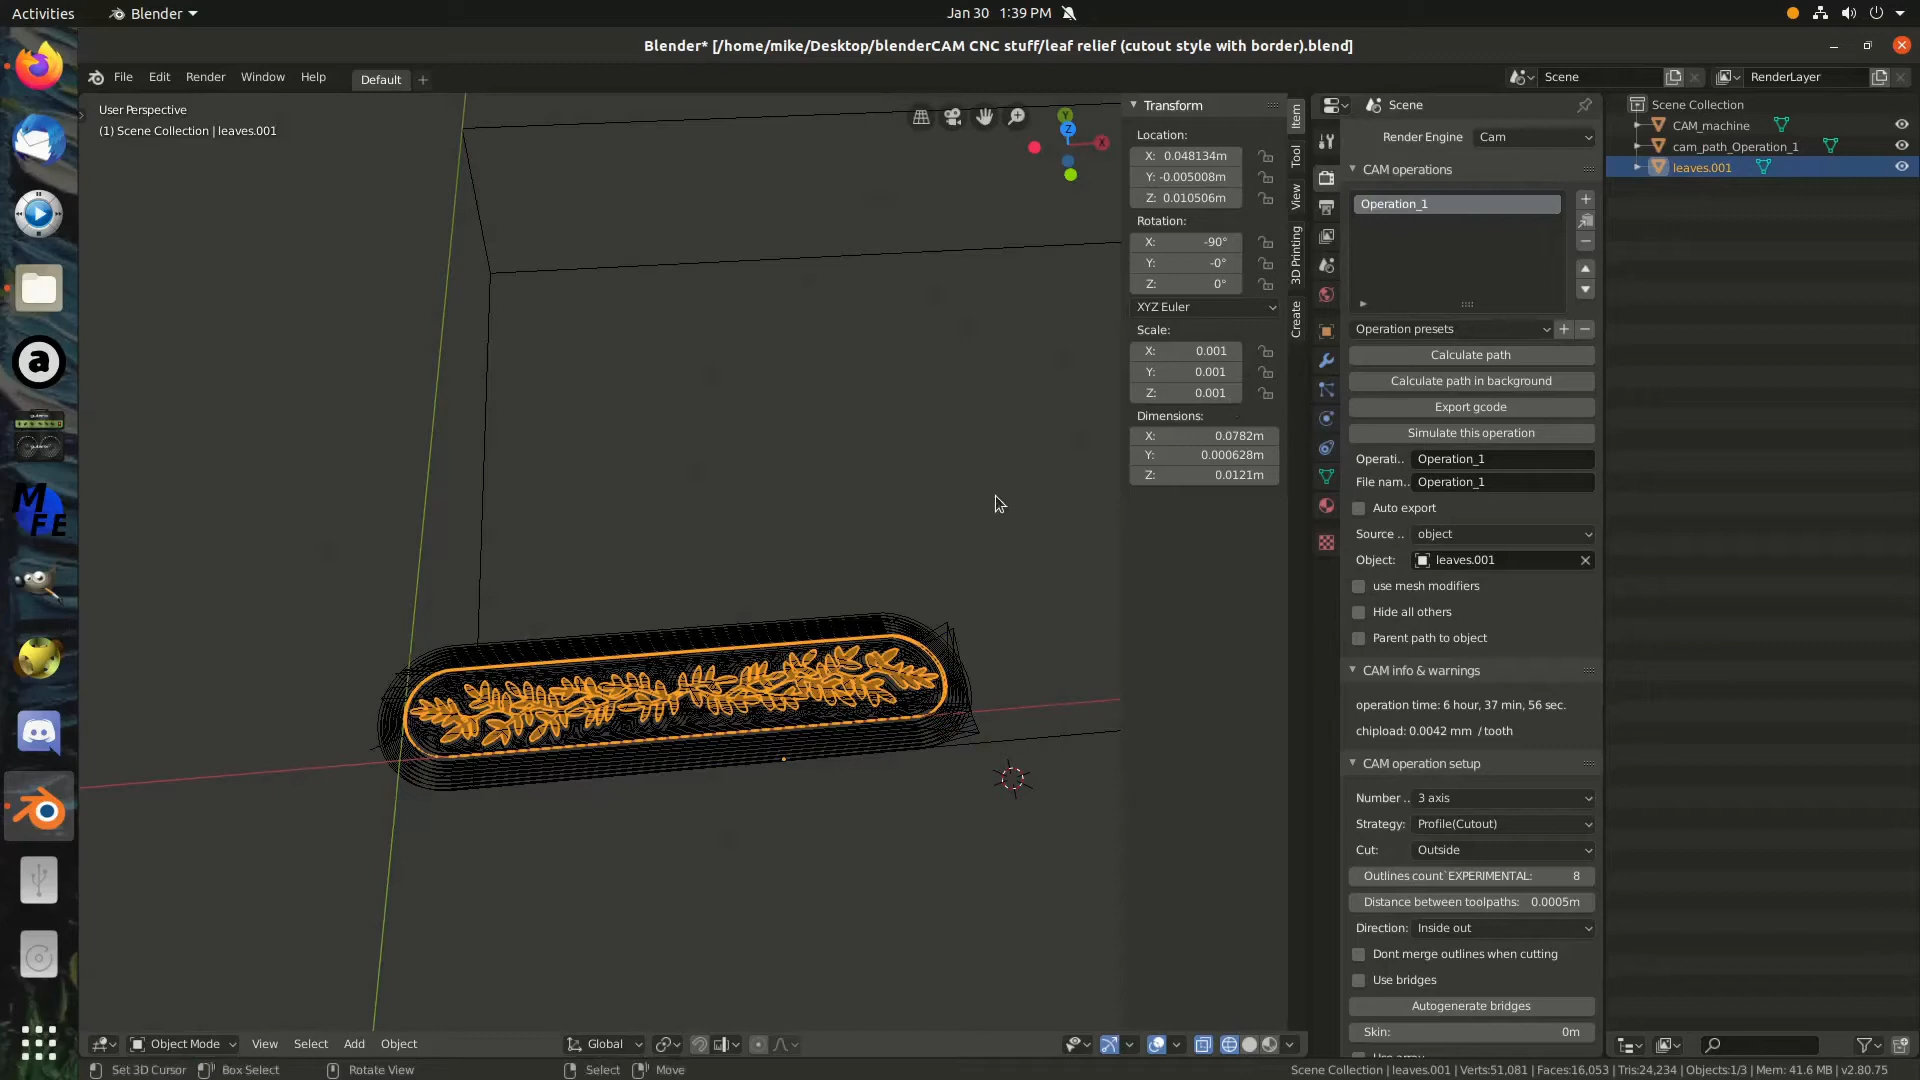 Activities
Blender
Jan 30 1:39 PM
Blender* [/home/mike/Desktop/blenderCAM CNC stuff/leaf relief (cutout style with border).blend]
File Edit Render Window Help
Default
Scene
RenderLayer
User Perspective
(1) Scene Collection | leaves.001
Y
Z
X
Transform
Location:
X: 0.048134m
Y: -0.005008m
Z: 0.010506m
Rotation:
X: -90°
Y: -0°
Z: 0°
XYZ Euler
Scale:
X: 0.001
Y: 0.001
Z: 0.001
Dimensions:
X: 0.0782m
Y: 0.000628m
Z: 0.0121m
Item
Tool
View
3D Printing
Create
Scene
Render Engine Cam
CAM operations
Operation_1
Operation presets
Calculate path
Calculate path in background
Export gcode
Simulate this operation
Operati.. Operation_1
File nam.. Operation_1
Auto export
Source .. object
Object: leaves.001
use mesh modifiers
Hide all others
Parent path to object
CAM info & warnings
operation time: 6 hour, 37 min, 56 sec.
chipload: 0.0042 mm /tooth
CAM operation setup
Number .. 3 axis
Strategy: Profile(Cutout)
Cut: Outside
Outlines count`EXPERIMENTAL: 8
Distance between toolpaths: 0.0005m
Direction: Inside out
Dont merge outlines when cutting
Use bridges
Autogenerate bridges
Skin: 0m
Scene Collection
CAM_machine
cam_path_Operation_1
leaves.001
a
M
FE
Object Mode View Select Add Object
Global
Set 3D Cursor Box Select Rotate View Select Move
Scene Collection | leaves.001 | Verts:51,081 | Faces:16,053 | Tris:24,234 | Objects:1/3 | Mem: 41.6 MB | v2.80.75